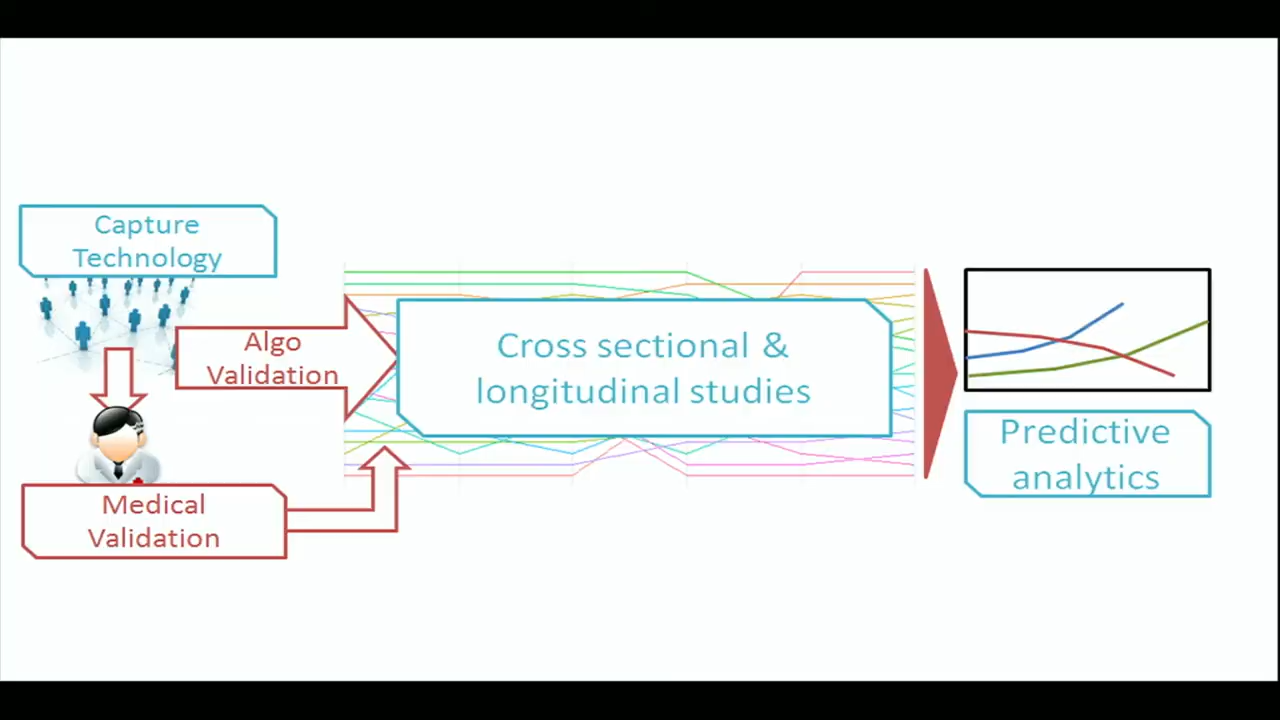 Capture
Technology
Algo
Validation
Cross sectional &
longitudinal studies
Predictive
analytics
Medical
Validation